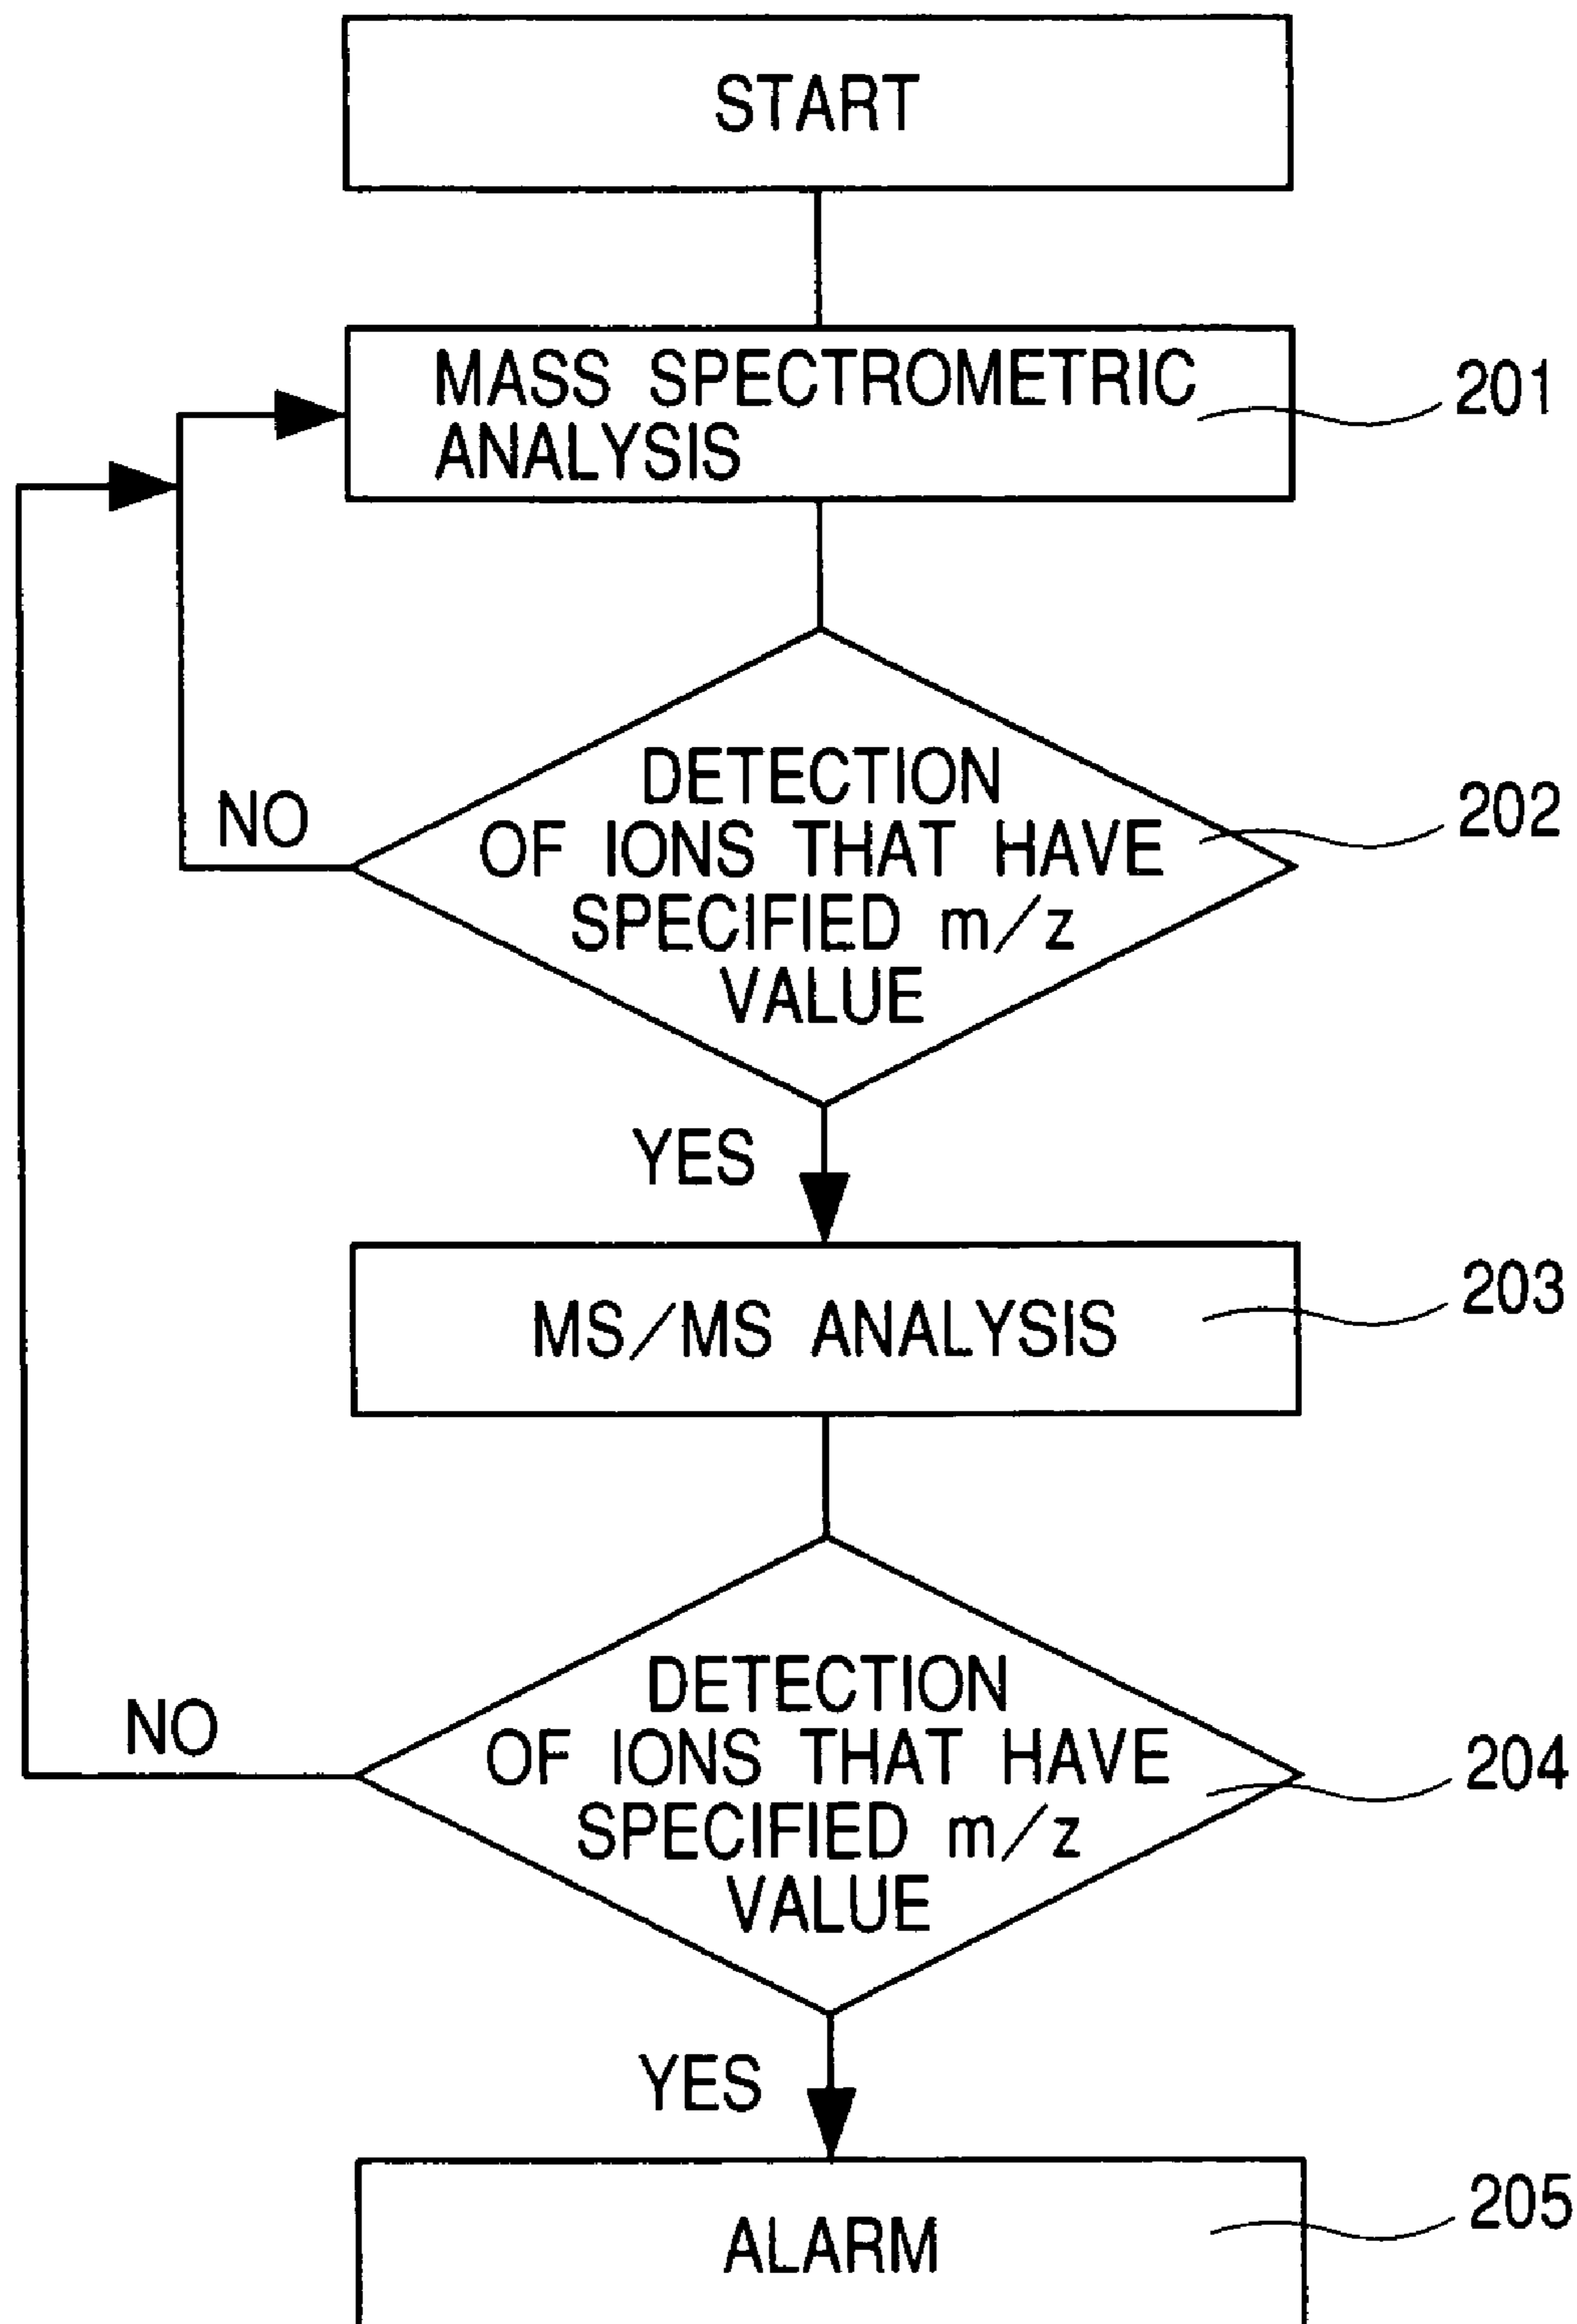 START
MASS SPECTROMETRIC
ANALYSIS
201
DETECTION
OF IONS THAT HAVE
SPECIFIED m/z
VALUE
202
NO
YES
MS/MS ANALYSIS
203
DETECTION
OF IONS THAT HAVE
SPECIFIED m/z
VALUE
204
NO
YES
ALARM
205